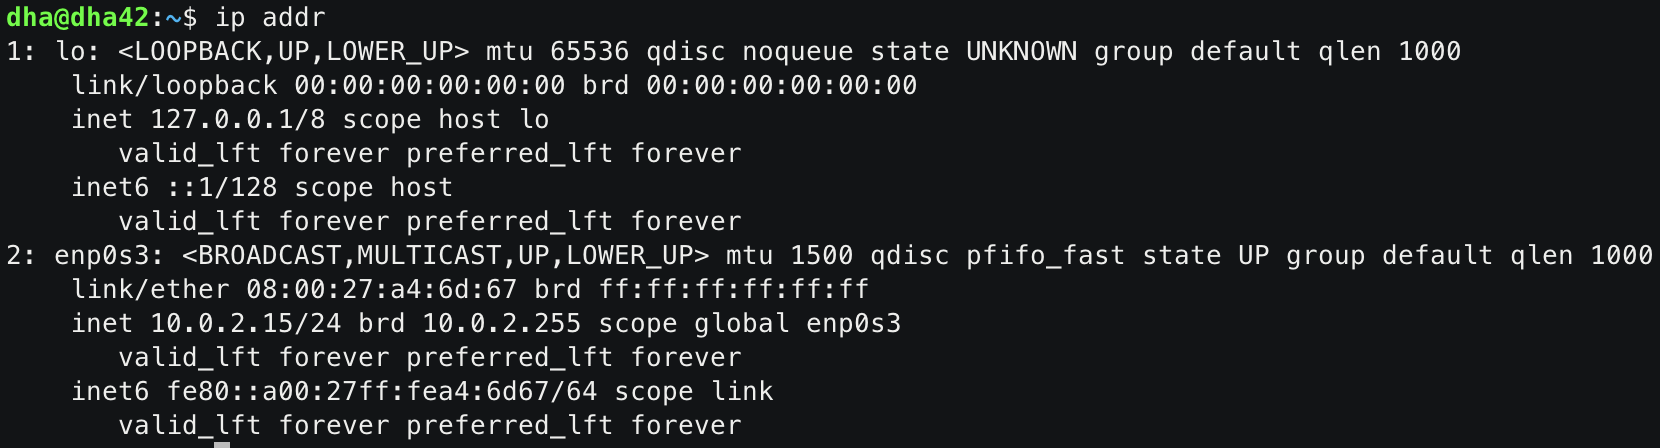 dha@dha42:~$ ip addr
1: lo: <LOOPBACK,UP,LOWER_UP> mtu 65536 qdisc noqueue state UNKNOWN group default qlen 1000
    link/loopback 00:00:00:00:00:00 brd 00:00:00:00:00:00
    inet 127.0.0.1/8 scope host lo
       valid_lft forever preferred_lft forever
    inet6 ::1/128 scope host
       valid_lft forever preferred_lft forever
2: enp0s3: <BROADCAST,MULTICAST,UP,LOWER_UP> mtu 1500 qdisc pfifo_fast state UP group default qlen 1000
    link/ether 08:00:27:a4:6d:67 brd ff:ff:ff:ff:ff:ff
    inet 10.0.2.15/24 brd 10.0.2.255 scope global enp0s3
       valid_lft forever preferred_lft forever
    inet6 fe80::a00:27ff:fea4:6d67/64 scope link
       valid_lft forever preferred_lft forever